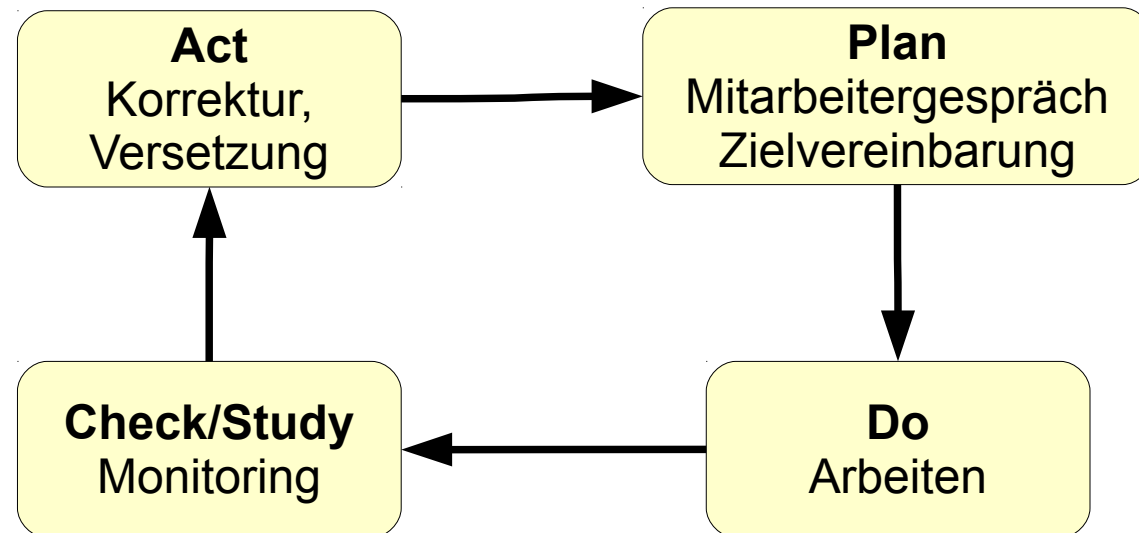 Act
Korrektur,
Versetzung
Plan
Mitarbeitergespräch
Zielvereinbarung
Check/Study
Monitoring
Do
Arbeiten